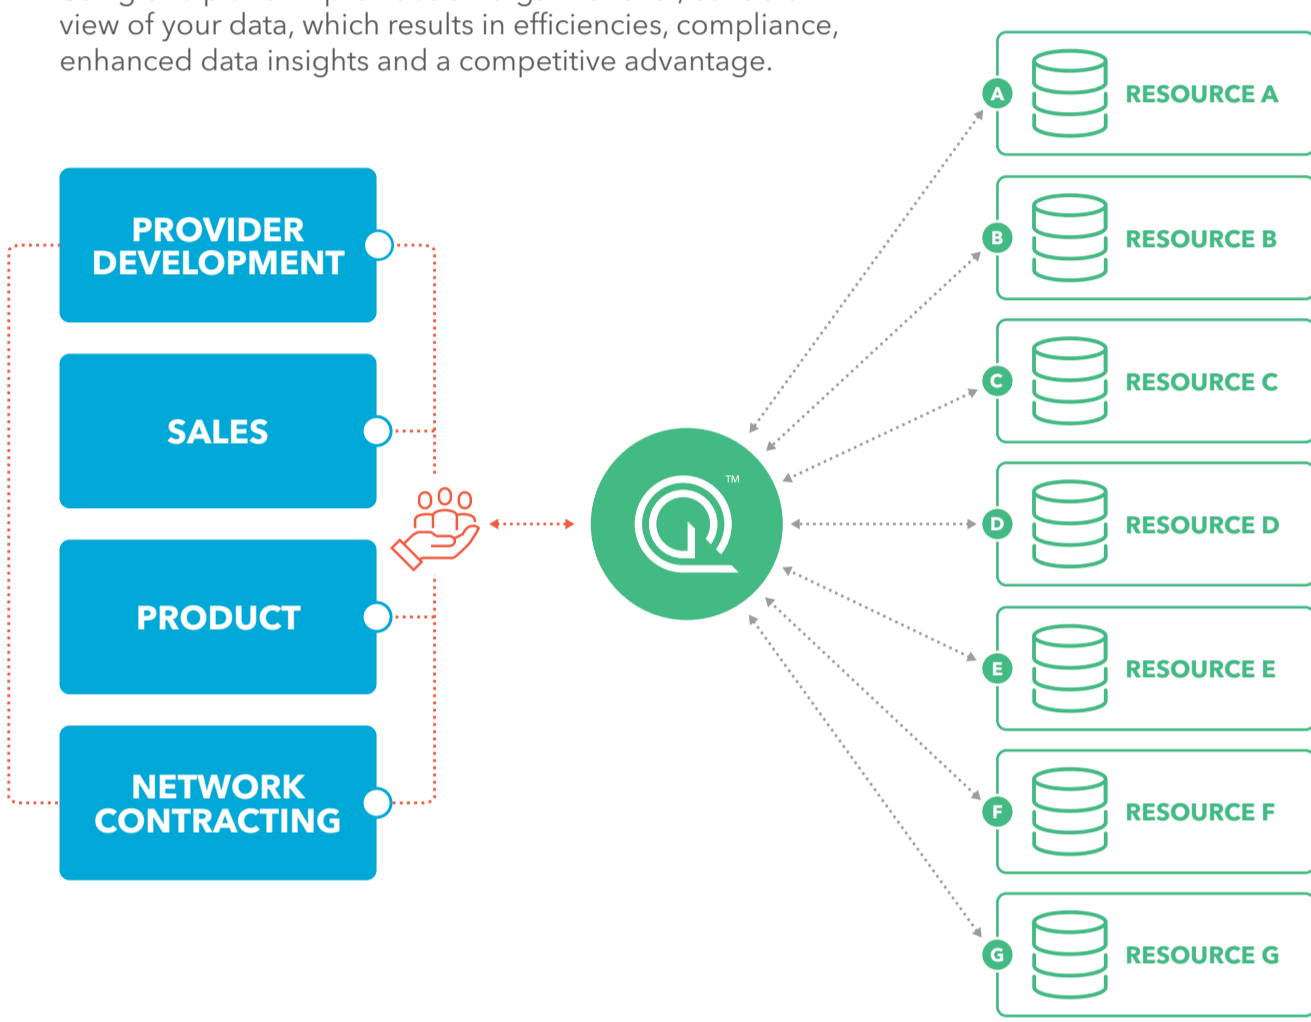 view of your data, which results in efficiencies, compliance,
enhanced data insights and a competitive advantage.
PROVIDER
DEVELOPMENT
SALES
PRODUCT
NETWORK
CONTRACTING
TM
A
RESOURCE A
B
RESOURCE B
C
RESOURCE C
D
RESOURCE D
E
RESOURCE E
F
RESOURCE F
G
RESOURCE G